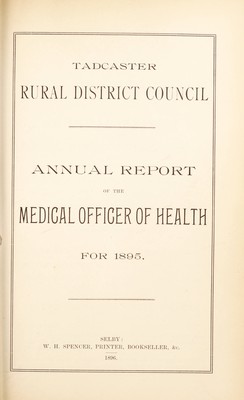 TADCASTER
RURAL DISTRICT COUNCIL
ANNUAL REPORT
OF THE
MEDICAL OFFICER OF HEALTH
FOR 1895.
SELBY:
W. H. SPENCER, PRINTER, BOOKSELLER, &c.
1896.